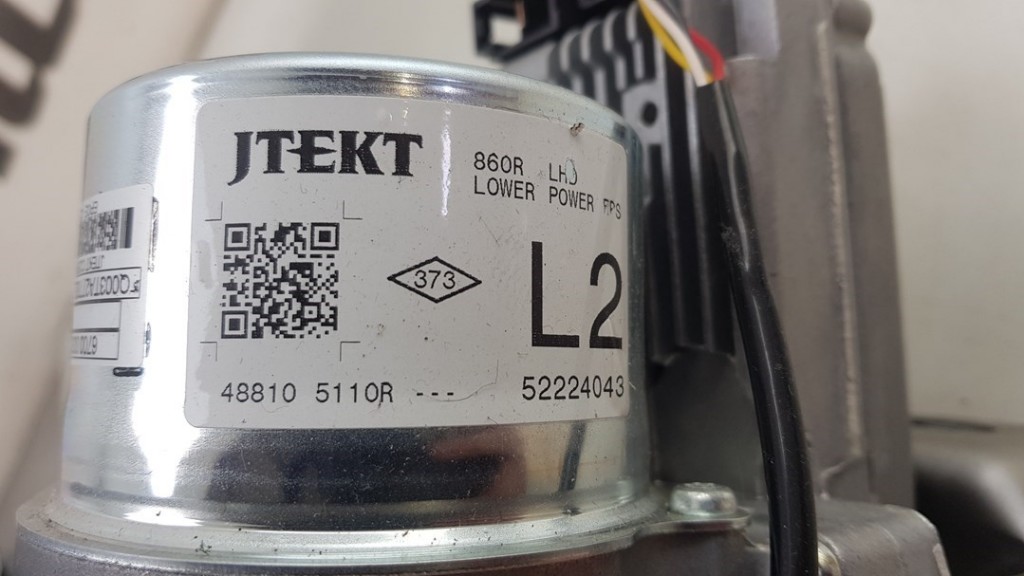 JTEKT
860R LHD
LOWER POWER EPS
373
L2
48810 5110R ---
52224043